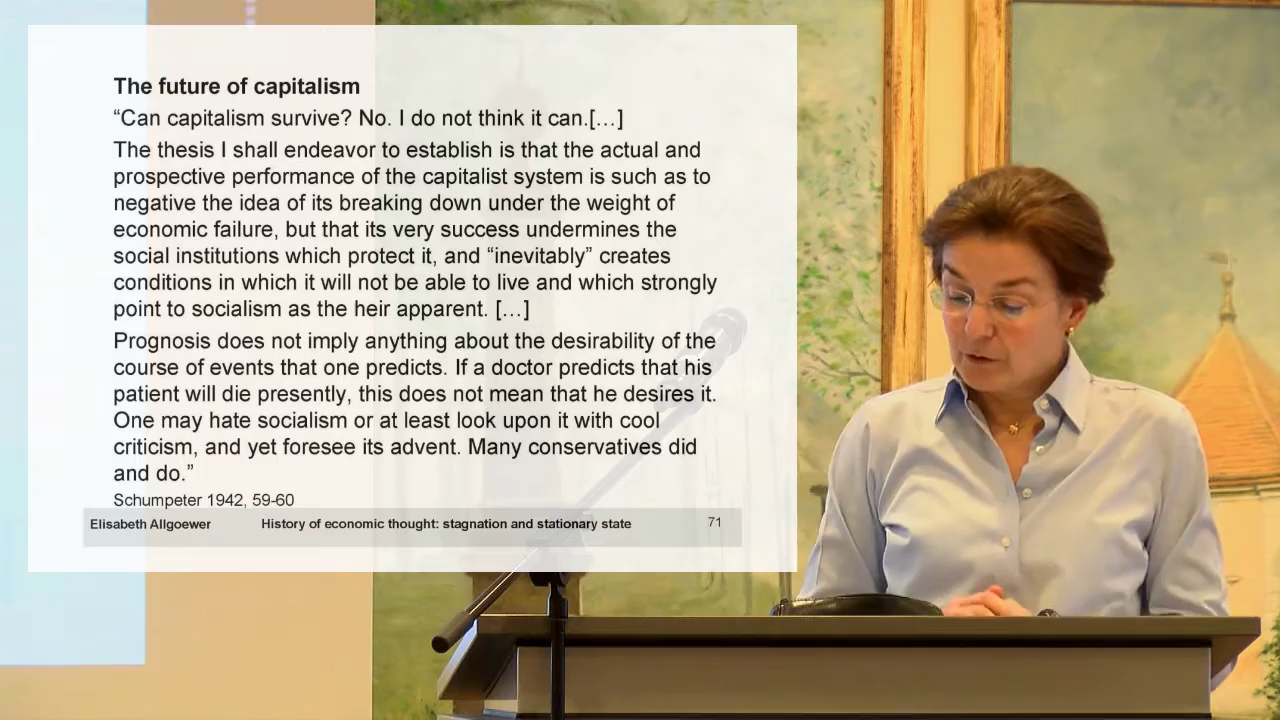 The future of capitalism
“Can capitalism survive? No. I do not think it can.[…]
The thesis I shall endeavor to establish is that the actual and
prospective performance of the capitalist system is such as to
negative the idea of its breaking down under the weight of
economic failure, but that its very success undermines the
social institutions which protect it, and “inevitably” creates
conditions in which it will not be able to live and which strongly
point to socialism as the heir apparent. […]
Prognosis does not imply anything about the desirability of the
course of events that one predicts. If a doctor predicts that his
patient will die presently, this does not mean that he desires it.
One may hate socialism or at least look upon it with cool
criticism, and yet foresee its advent. Many conservatives did
and do.”
Schumpeter 1942, 59-60
Elisabeth Allgoewer History of economic thought: stagnation and stationary state 71